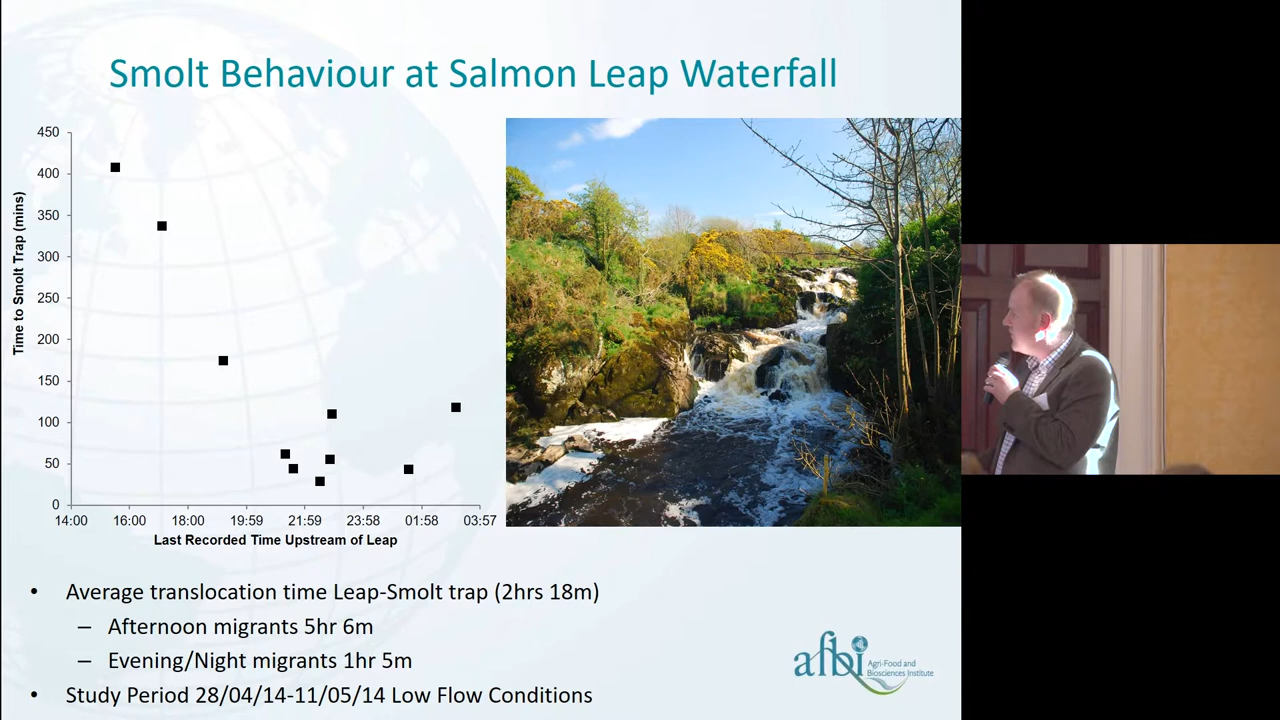 Smolt Behaviour at Salmon Leap Waterfall
450
400
350
300
250
200
150
100
50
0
Time to Smolt Trap (mins)
14:00 16:00 18:00 19:59 21:59 23:58 01:58 03:57
Last Recorded Time Upstream of Leap
• Average translocation time Leap-Smolt trap (2hrs 18m)
– Afternoon migrants 5hr 6m
– Evening/Night migrants 1hr 5m
• Study Period 28/04/14-11/05/14 Low Flow Conditions
afbi Agri-Food and
Biosciences Institute